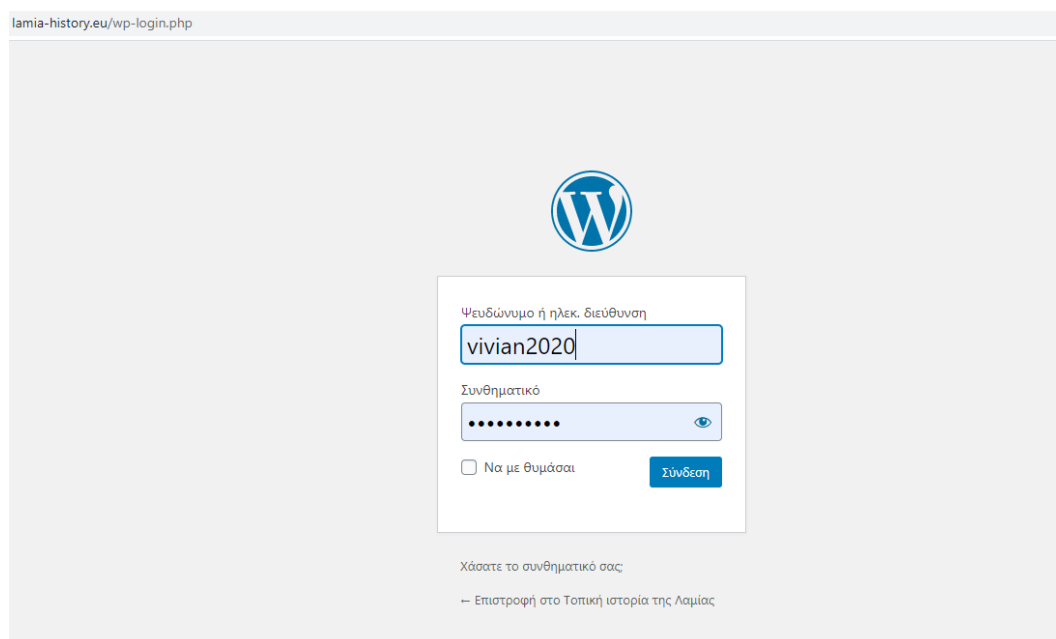 lamia-history.eu/wp-login.php
Ψευδώνυμο ή ηλεκ. διεύθυνση
vivian2020
Συνθηματικό
••••••••••
Να με θυμάσαι
Σύνδεση
Χάσατε το συνθηματικό σας;
← Επιστροφή στο Τοπική ιστορία της Λαμίας